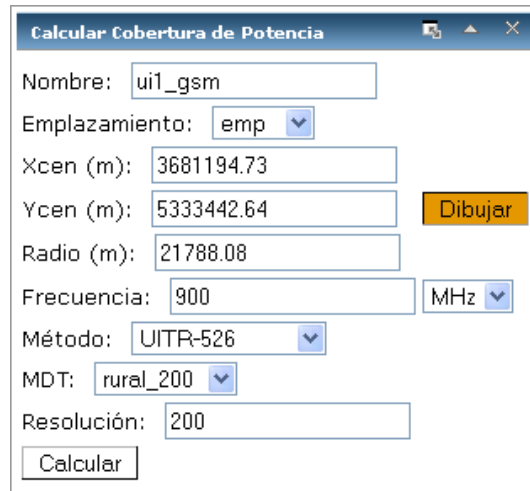 Calcular Cobertura de Potencia
Nombre: ui1_gsm
Emplazamiento: emp
Xcen (m): 3681194.73
Ycen (m): 5333442.64 Dibujar
Radio (m): 21788.08
Frecuencia: 900 MHz
Método: UITR-526
MDT: rural_200
Resolución: 200
Calcular